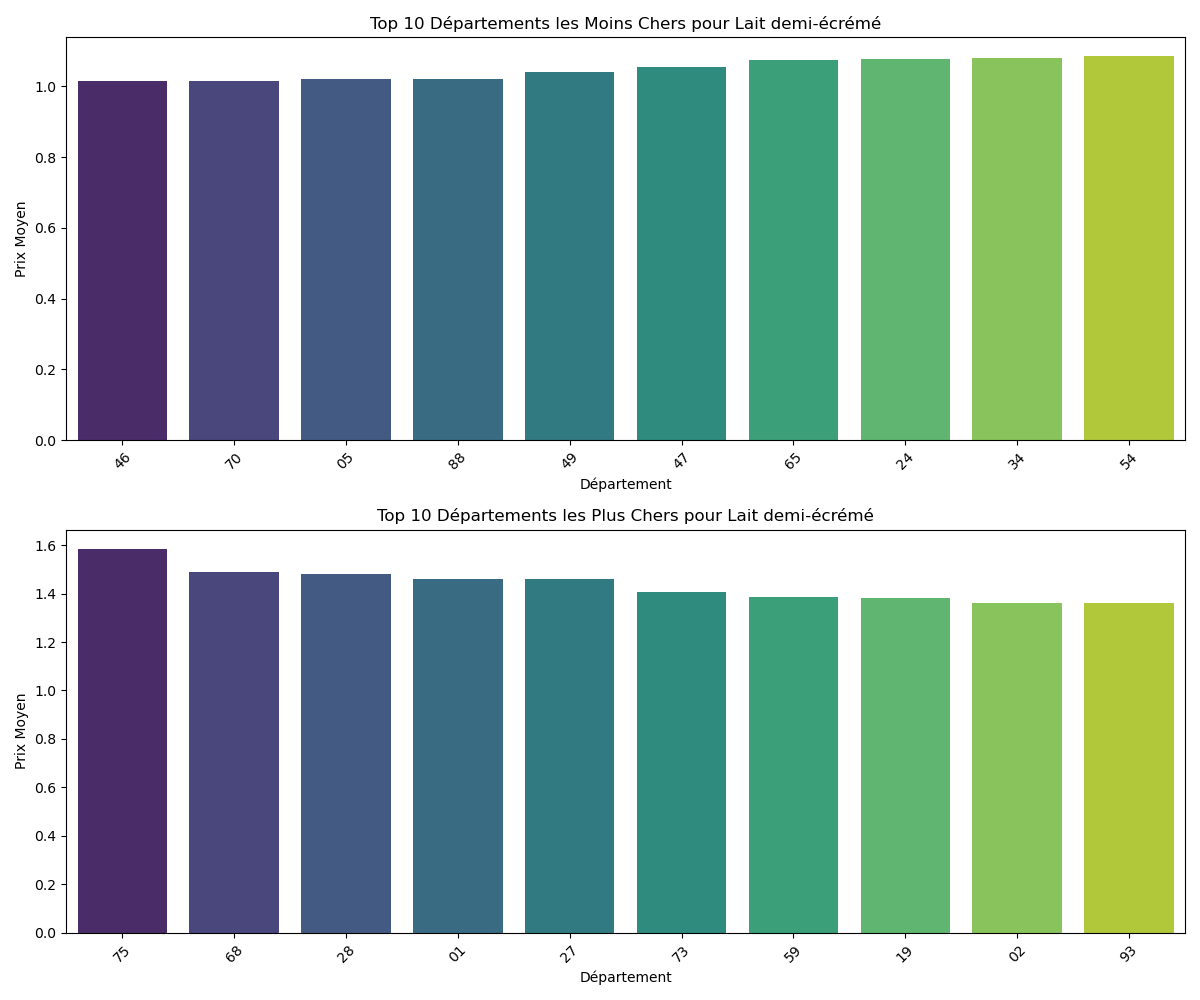 Top 10 Départements les Moins Chers pour Lait demi-écrémé
Prix Moyen
1.0
0.8
0.6
0.4
0.2
0.0
46 70 05 88 49 47 65 24 34 54
Département
Top 10 Départements les Plus Chers pour Lait demi-écrémé
Prix Moyen
1.6
1.4
1.2
1.0
0.8
0.6
0.4
0.2
0.0
75 68 28 01 27 73 59 19 02 93
Département